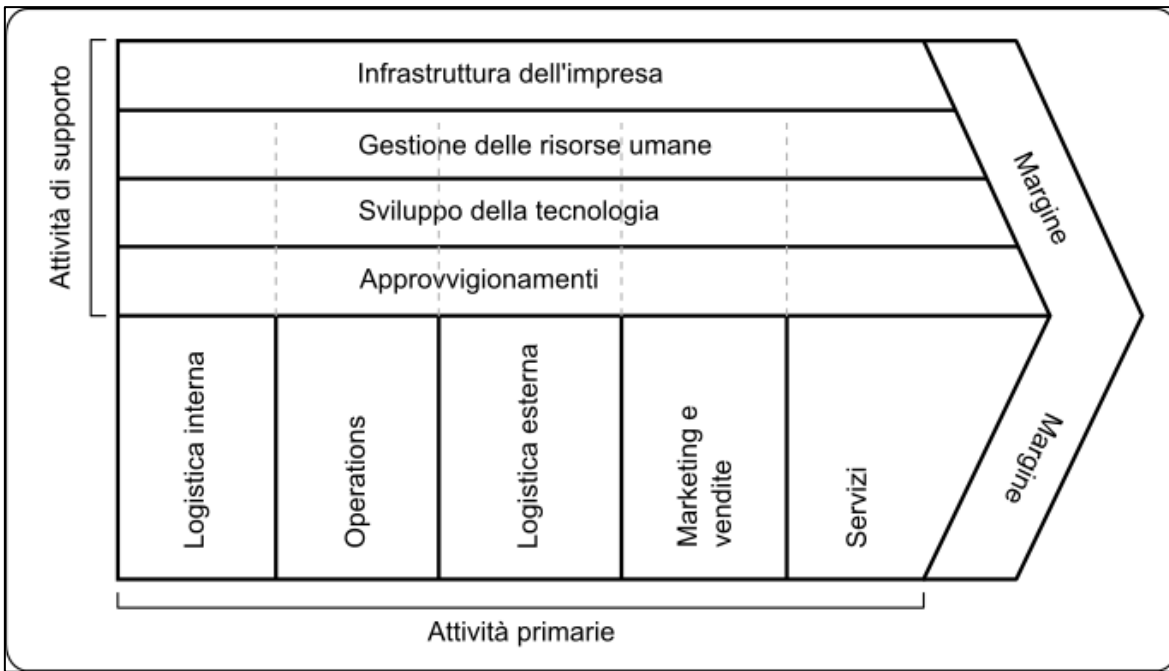 Attività di supporto
Infrastruttura dell'impresa
Gestione delle risorse umane
Sviluppo della tecnologia
Approvvigionamenti
Margine
Logistica interna
Operations
Logistica esterna
Marketing e
vendite
Servizi
Margine
Attività primarie